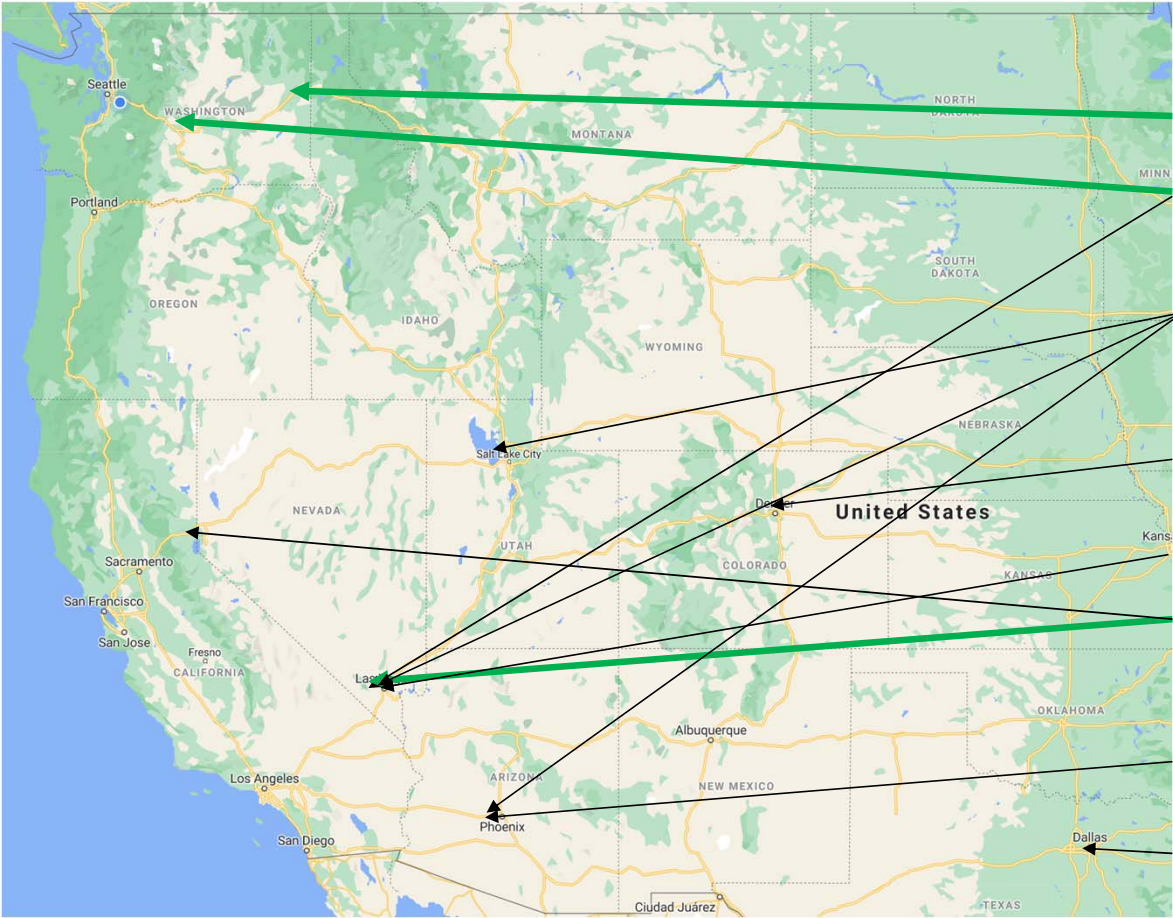 Seattle
WASHINGTON
NORTH
DAKOTA
MONTANA
MINN
Portland
SOUTH
DAKOTA
OREGON
IDAHO
WYOMING
NEBRASKA
Salt Lake City
NEVADA
Denver
United States
UTAH
Kans
Sacramento
COLORADO
KANSAS
San Francisco
San Jose
Fresno
CALIFORNIA
Las
OKLAHOMA
Albuquerque
Los Angeles
ARIZONA
NEW MEXICO
Phoenix
San Diego
Dallas
Ciudad Juárez
TEXAS